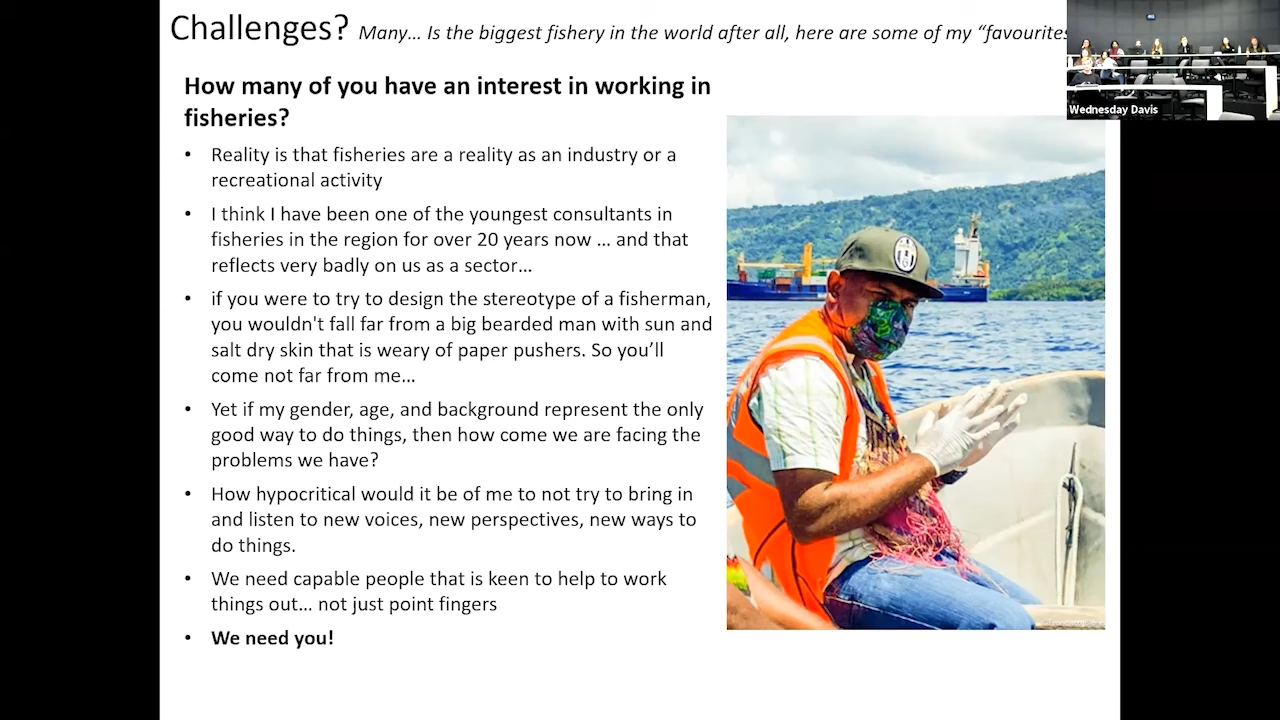 Challenges? Many... Is the biggest fishery in the world after all, here are some of my “favourites
Wednesday Davis
How many of you have an interest in working in
fisheries?
• Reality is that fisheries are a reality as an industry or a
recreational activity
• I think I have been one of the youngest consultants in
fisheries in the region for over 20 years now ... and that
reflects very badly on us as a sector...
• if you were to try to design the stereotype of a fisherman,
you wouldn't fall far from a big bearded man with sun and
salt dry skin that is weary of paper pushers. So you’ll
come not far from me...
• Yet if my gender, age, and background represent the only
good way to do things, then how come we are facing the
problems we have?
• How hypocritical would it be of me to not try to bring in
and listen to new voices, new perspectives, new ways to
do things.
• We need capable people that is keen to help to work
things out... not just point fingers
• We need you!